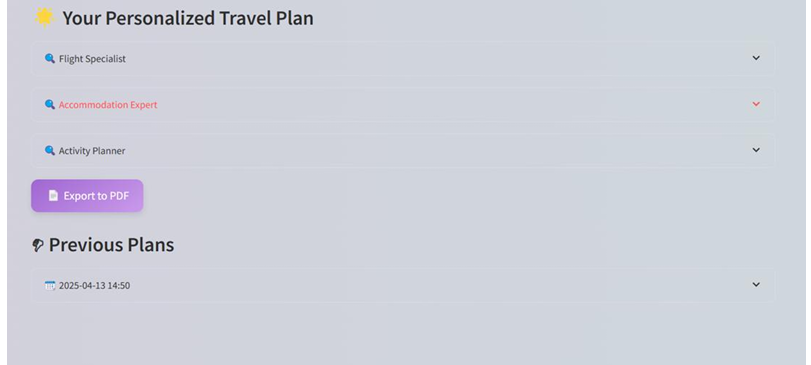 Your Personalized Travel Plan
Flight Specialist
Accommodation Expert
Activity Planner
Export to PDF
Previous Plans
2025-04-13 14:50